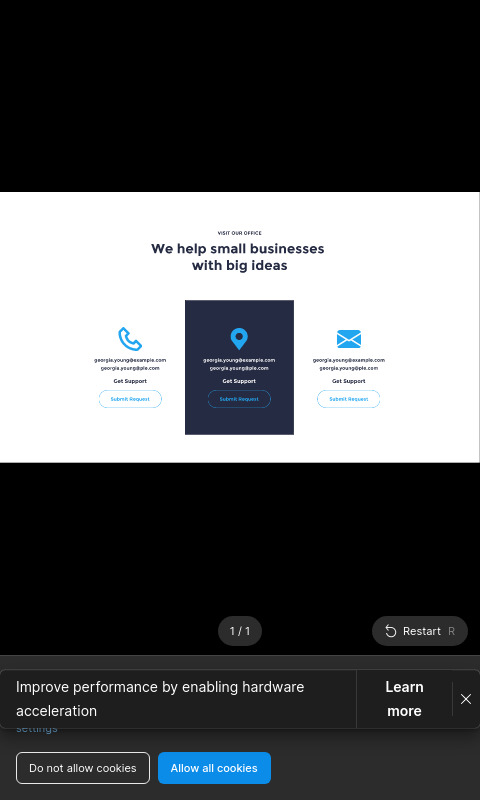 VISIT OUR OFFICE
We help small businesses
with big ideas
georgia.young@example.com
georgia.young@ple.com
Get Support
Submit Request
georgia.young@example.com
georgia.young@ple.com
Get Support
Submit Request
georgia.young@example.com
georgia.young@ple.com
Get Support
Submit Request
1 / 1
Restart R
Improve performance by enabling hardware
acceleration
Learn
more
settings
Do not allow cookies
Allow all cookies